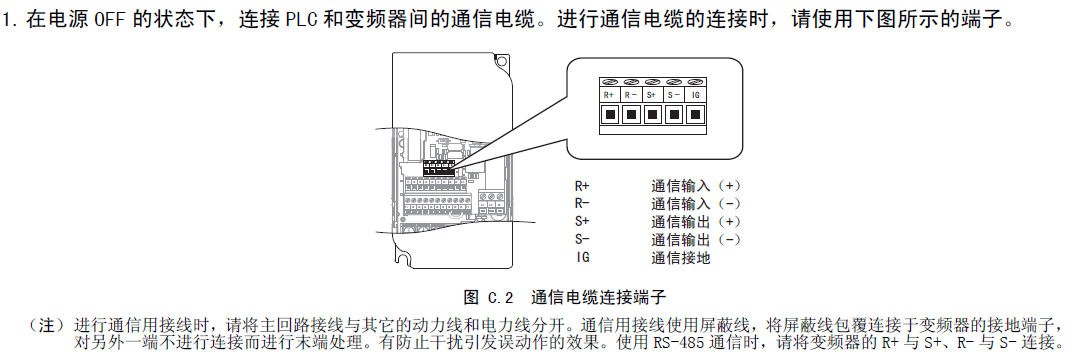 1. 在电源 OFF 的状态下，连接 PLC 和变频器间的通信电缆。进行通信电缆的连接时，请使用下图所示的端子。
R+ R- S+ S- IG
R+ 通信输入（+）
R- 通信输入（-）
S+ 通信输出（+）
S- 通信输出（-）
IG 通信接地
图 C.2 通信电缆连接端子
（注） 进行通信用接线时，请将主回路接线与其它的动力线和电力线分开。通信用接线使用屏蔽线，将屏蔽线包覆连接于变频器的接地端子，
对另外一端不进行连接而进行末端处理。有防止干扰引发误动作的效果。使用 RS-485 通信时，请将变频器的 R+ 与 S+、R- 与 S- 连接。